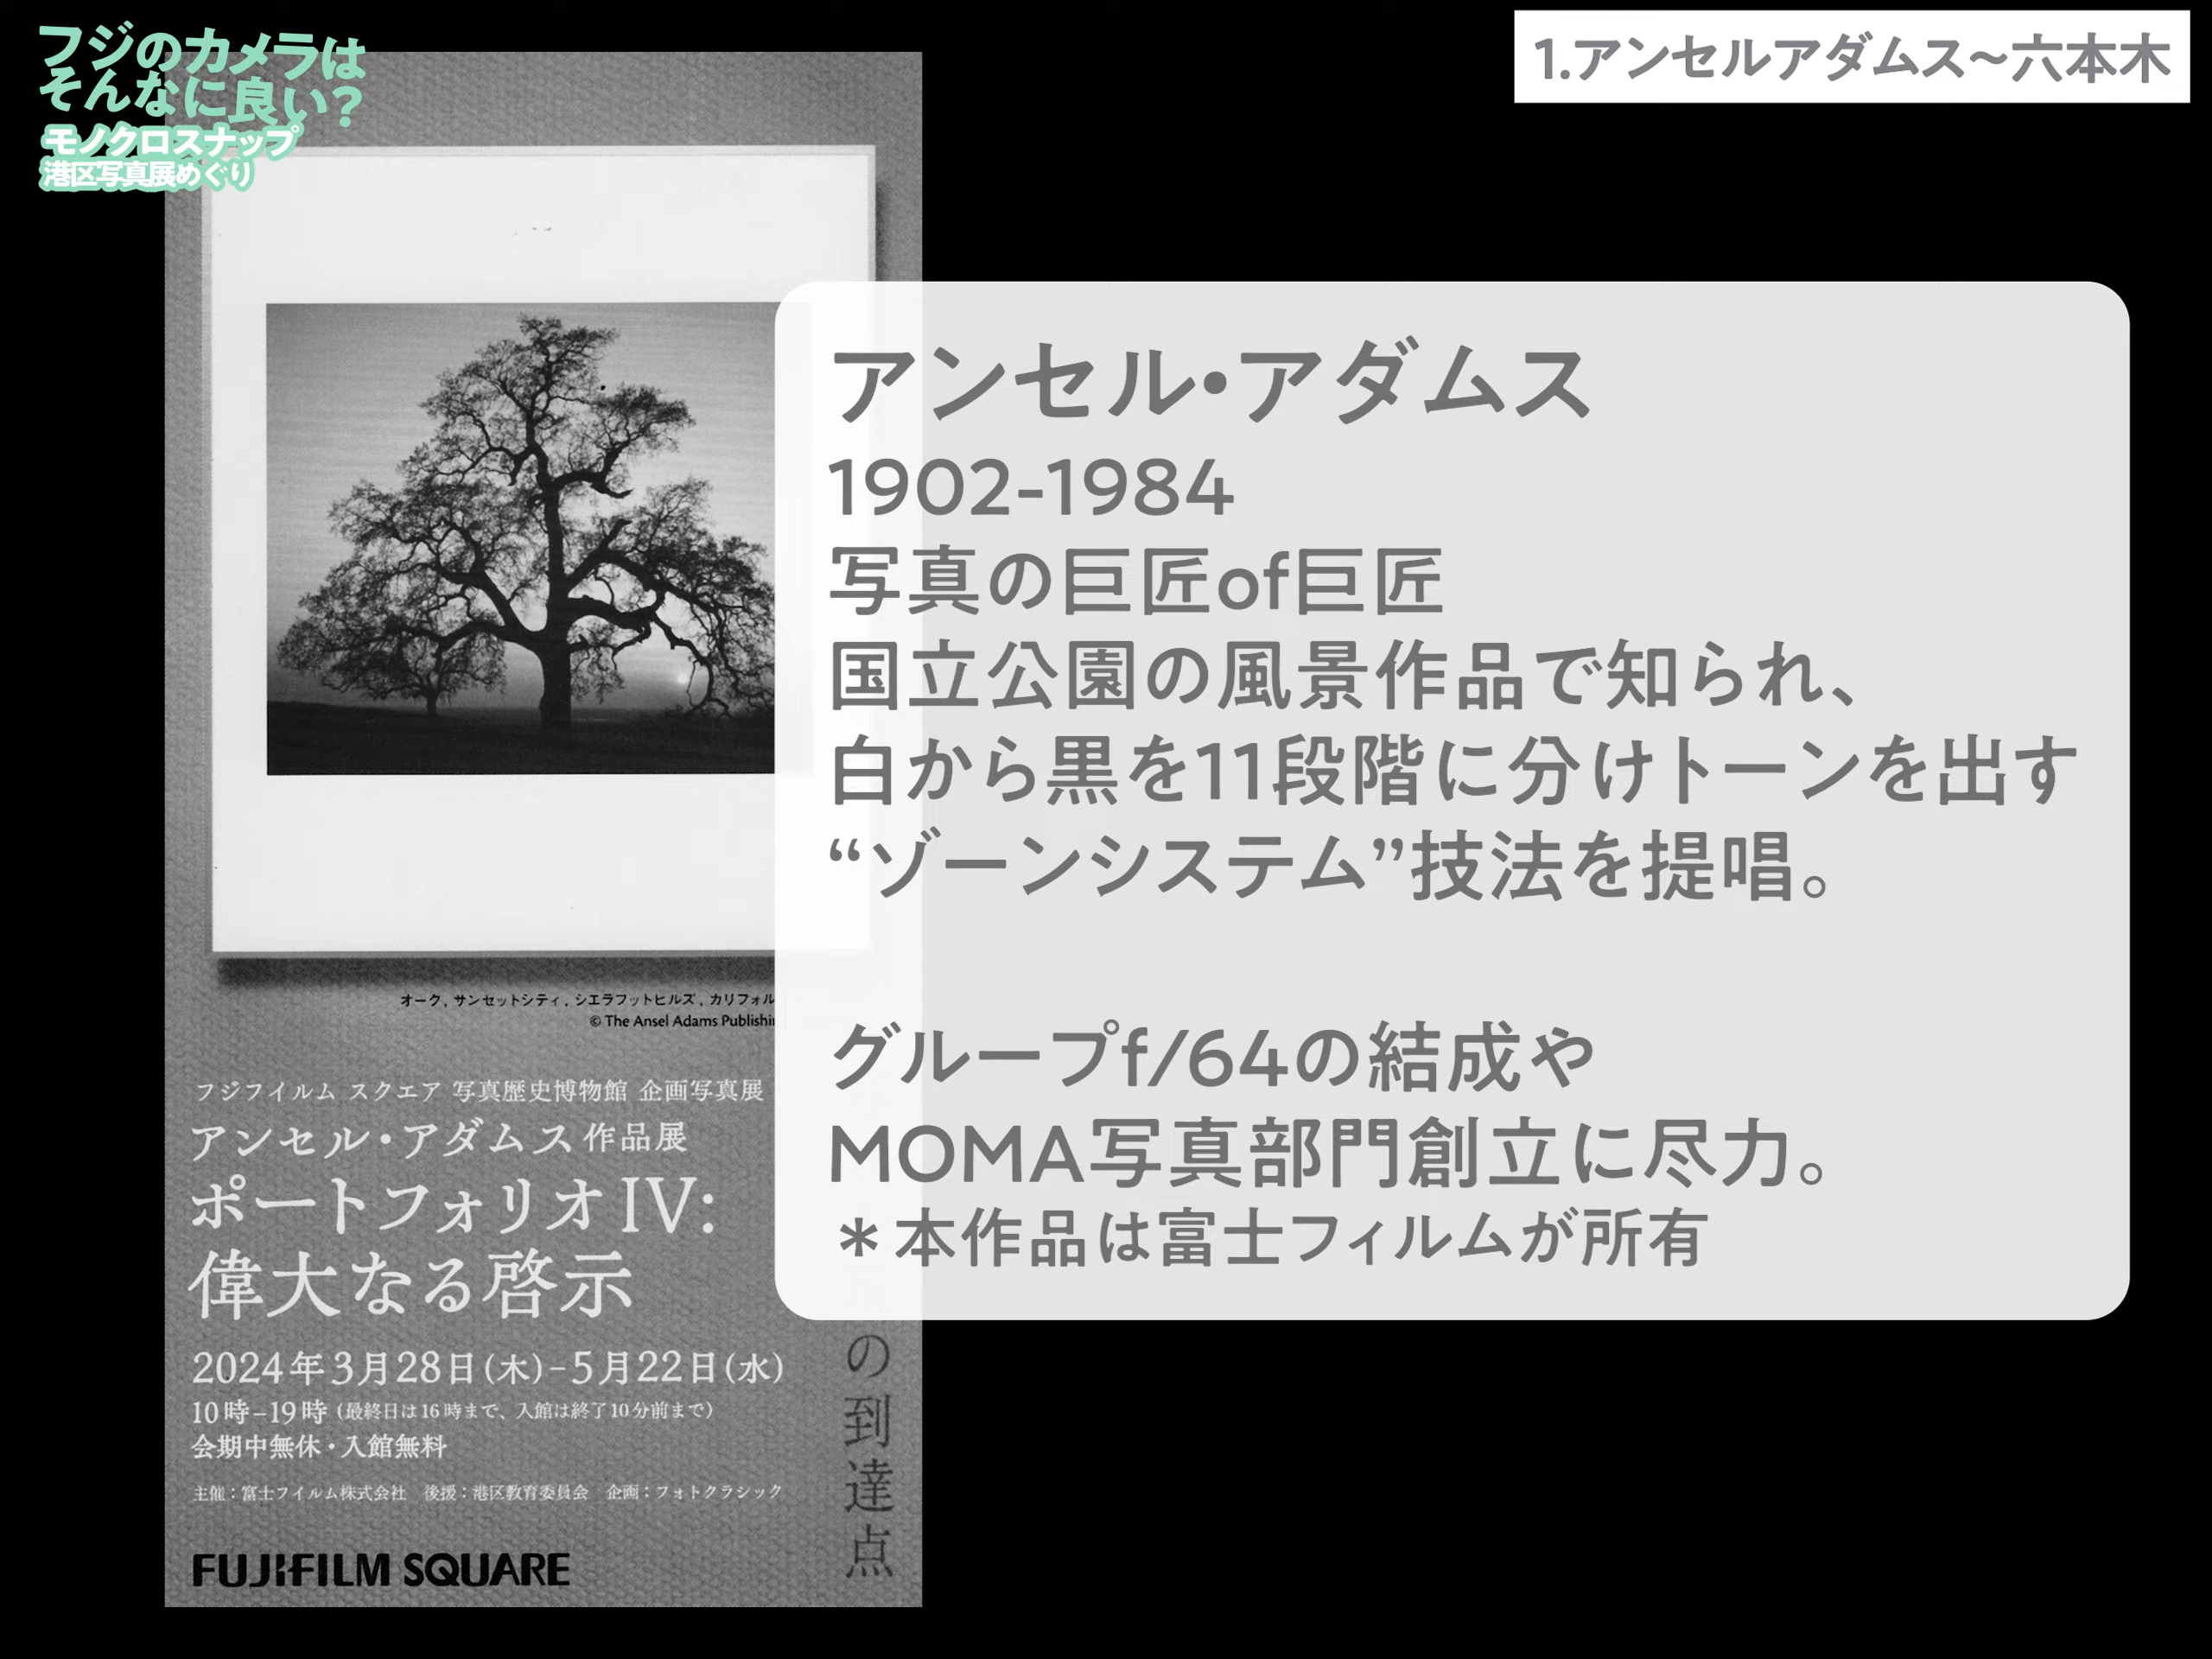 フジのカメラは
そんなに良い？
モノクロスナップ
港区写真展めぐり
1.アンセルアダムス～六本木
アンセル・アダムス
1902-1984
写真の巨匠of巨匠
国立公園の風景作品で知られ、
白から黒を11段階に分けトーンを出す
“ゾーンシステム”技法を提唱。
グループf/64の結成や
MOMA写真部門創立に尽力。
＊本作品は富士フィルムが所有
オーク, サンセットシティ, シエラフットヒルズ, カリフォル
© The Ansel Adams Publishi
フジフイルム スクエア 写真歴史博物館 企画写真展
アンセル・アダムス作品展
ポートフォリオIV:
偉大なる啓示
2024年3月28日(木)–5月22日(水)
10時–19時（最終日は16時まで、入館は終了10分前まで）
会期中無休・入館無料
主催：富士フイルム株式会社　後援：港区教育委員会　企画：フォトクラシック
FUJIFILM SQUARE
の到達点